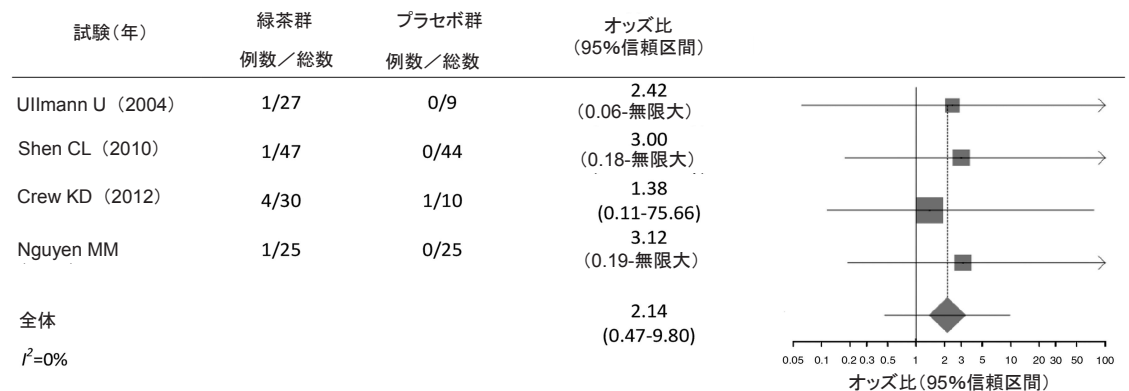 試験（年）
緑茶群
プラセボ群
オッズ比
（95%信頼区間）
例数／総数
例数／総数
Ullmann U（2004）
1/27
0/9
2.42
（0.06-無限大）
Shen CL（2010）
1/47
0/44
3.00
（0.18-無限大）
Crew KD（2012）
4/30
1/10
1.38
(0.11-75.66)
Nguyen MM
1/25
0/25
3.12
（0.19-無限大）
全体
2.14
(0.47-9.80)
I²=0%
0.05 0.1 0.2 0.3 0.5 1 2 3 5 10 20 30 50 100
オッズ比（95%信頼区間）